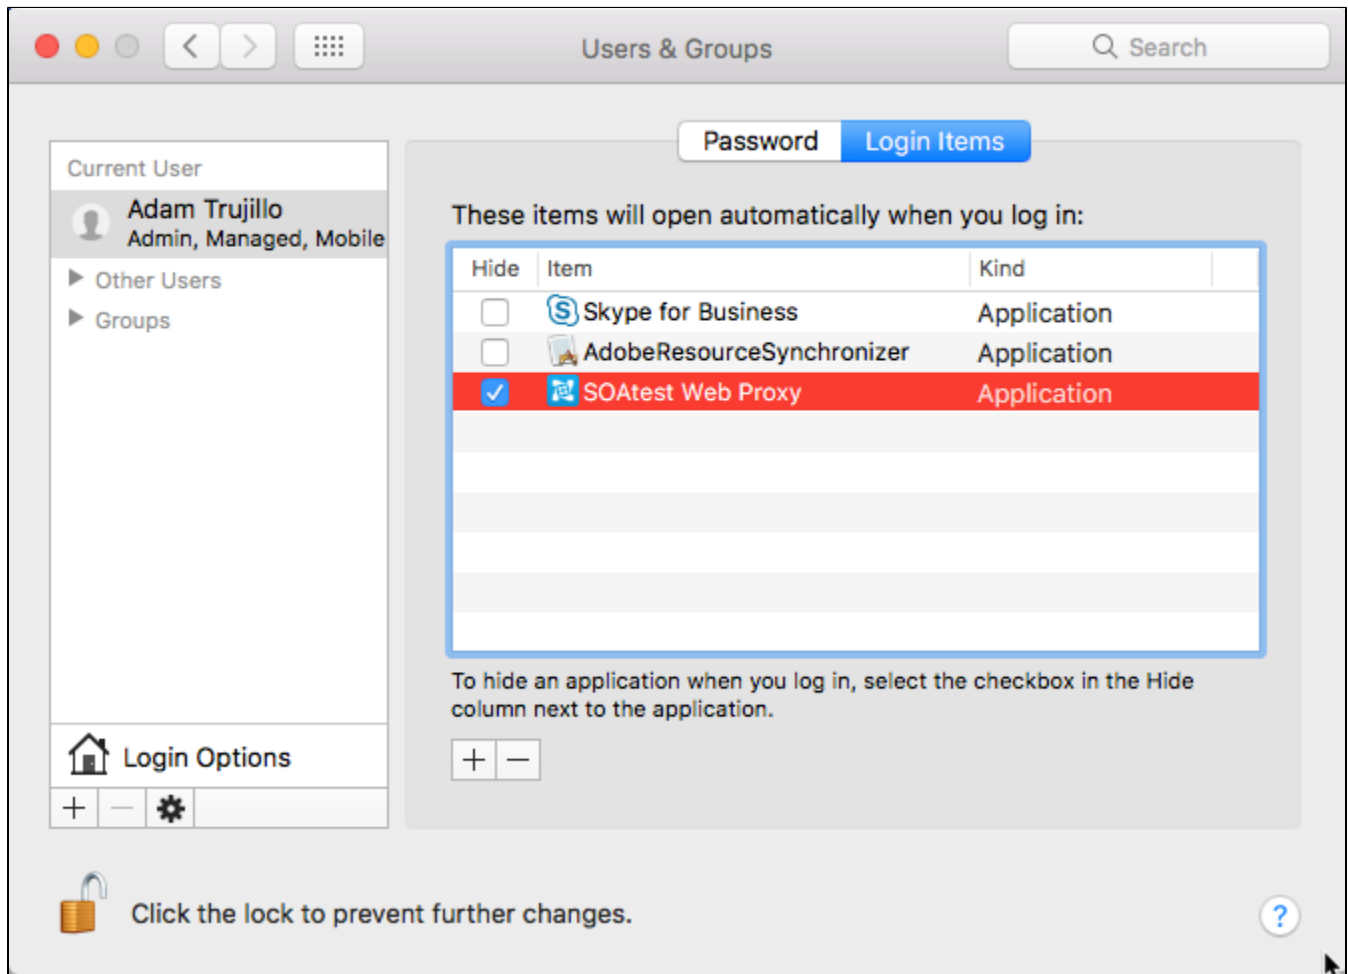 Users & Groups
Search
Current User
Adam Trujillo
Admin, Managed, Mobile
Other Users
Groups
Login Options
Password
Login Items
These items will open automatically when you log in:
Hide Item Kind
Skype for Business Application
AdobeResourceSynchronizer Application
SOAtest Web Proxy Application
To hide an application when you log in, select the checkbox in the Hide
column next to the application.
Click the lock to prevent further changes.